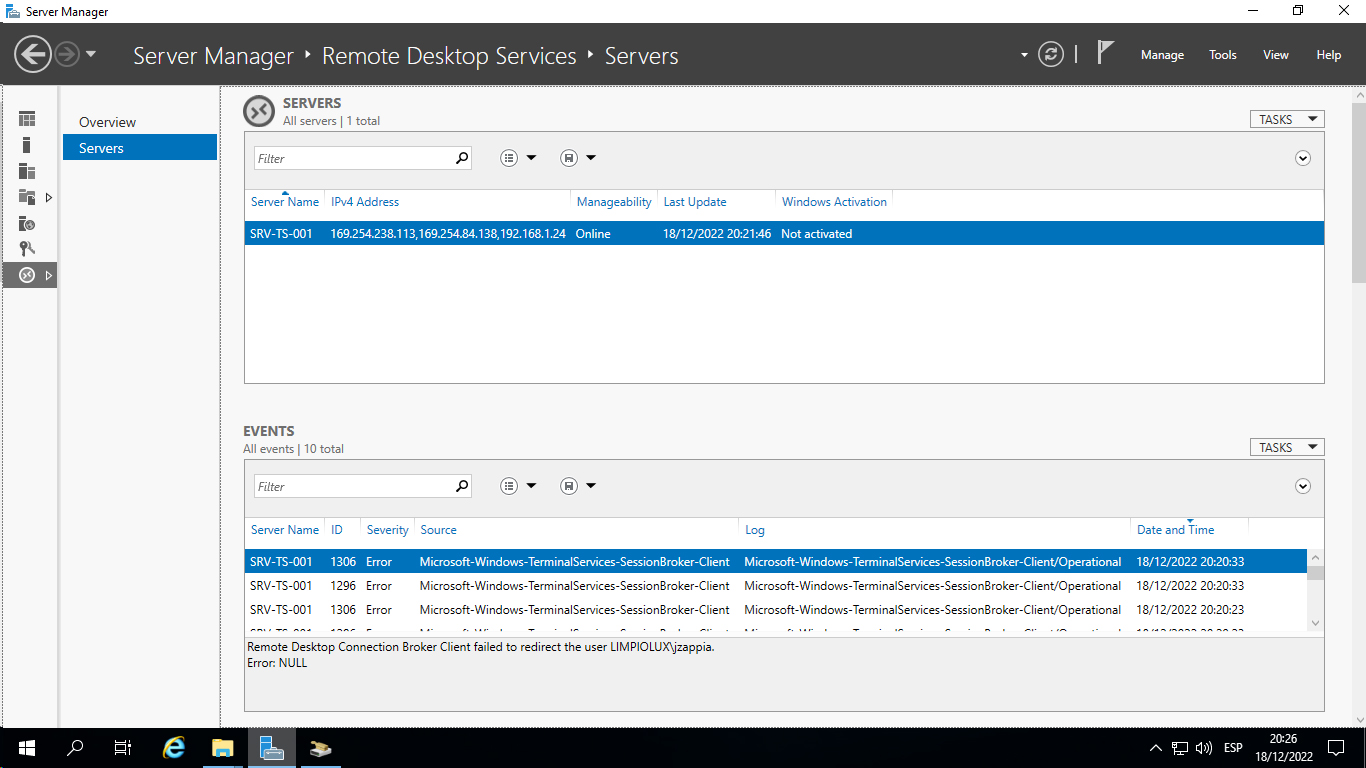 Server Manager
Server Manager ‣ Remote Desktop Services ‣ Servers
Manage Tools View Help
Overview
Servers
SERVERS
All servers | 1 total
TASKS
Filter
Server Name IPv4 Address Manageability Last Update Windows Activation
SRV-TS-001 169.254.238.113,169.254.84.138,192.168.1.24 Online 18/12/2022 20:21:46 Not activated
EVENTS
All events | 10 total
TASKS
Filter
Server Name ID Severity Source Log Date and Time
SRV-TS-001 1306 Error Microsoft-Windows-TerminalServices-SessionBroker-Client Microsoft-Windows-TerminalServices-SessionBroker-Client/Operational 18/12/2022 20:20:33
SRV-TS-001 1296 Error Microsoft-Windows-TerminalServices-SessionBroker-Client Microsoft-Windows-TerminalServices-SessionBroker-Client/Operational 18/12/2022 20:20:33
SRV-TS-001 1306 Error Microsoft-Windows-TerminalServices-SessionBroker-Client Microsoft-Windows-TerminalServices-SessionBroker-Client/Operational 18/12/2022 20:20:23
Remote Desktop Connection Broker Client failed to redirect the user LIMPIOLUX\jzappia.
Error: NULL
ESP
20:26
18/12/2022